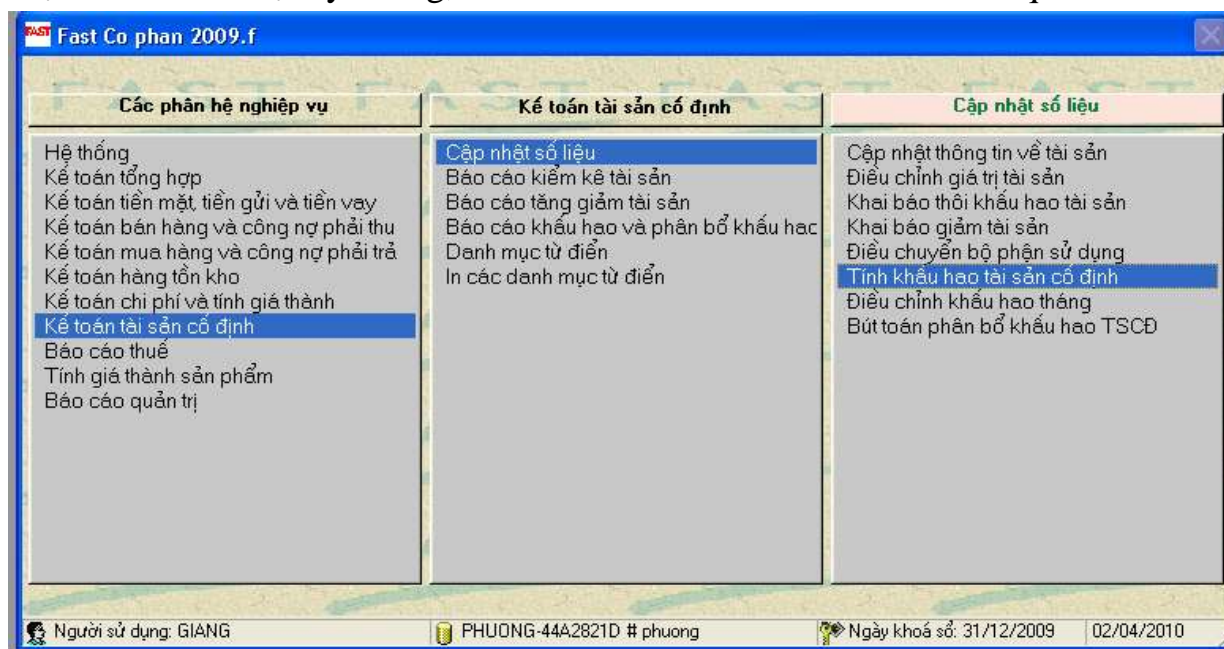 Fast Co phan 2009.f
Các phân hệ nghiệp vụ
Hệ thống
Kế toán tổng hợp
Kế toán tiền mặt, tiền gửi và tiền vay
Kế toán bán hàng và công nợ phải thu
Kế toán mua hàng và công nợ phải trả
Kế toán hàng tồn kho
Kế toán chi phí và tính giá thành
Kế toán tài sản cố định
Báo cáo thuế
Tính giá thành sản phẩm
Báo cáo quản trị
Kế toán tài sản cố định
Cập nhật số liệu
Báo cáo kiểm kê tài sản
Báo cáo tăng giảm tài sản
Báo cáo khấu hao và phân bổ khấu hac
Danh mục từ điển
In các danh mục từ điển
Cập nhật số liệu
Cập nhật thông tin về tài sản
Điều chỉnh giá trị tài sản
Khai báo thôi khấu hao tài sản
Khai báo giảm tài sản
Điều chuyển bộ phận sử dụng
Tính khấu hao tài sản cố định
Điều chỉnh khấu hao tháng
Bút toán phân bổ khấu hao TSCĐ
Người sử dụng: GIANG
PHUONG-44A2821D # phuong
Ngày khoá sổ: 31/12/2009
02/04/2010